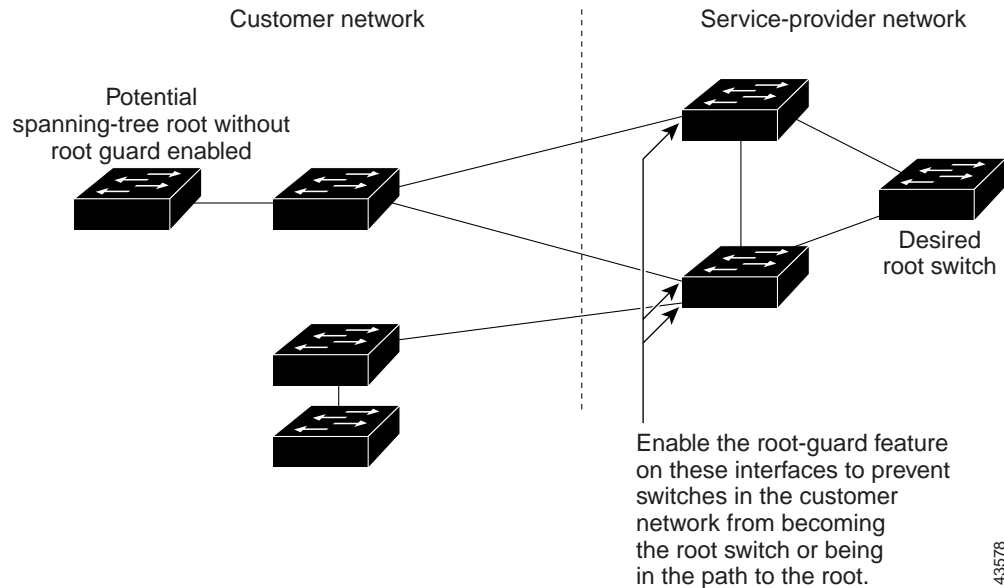 Customer network
Service-provider network
Potential
spanning-tree root without
root guard enabled
Desired
root switch
Enable the root-guard feature
on these interfaces to prevent
switches in the customer
network from becoming
the root switch or being
in the path to the root.
43578